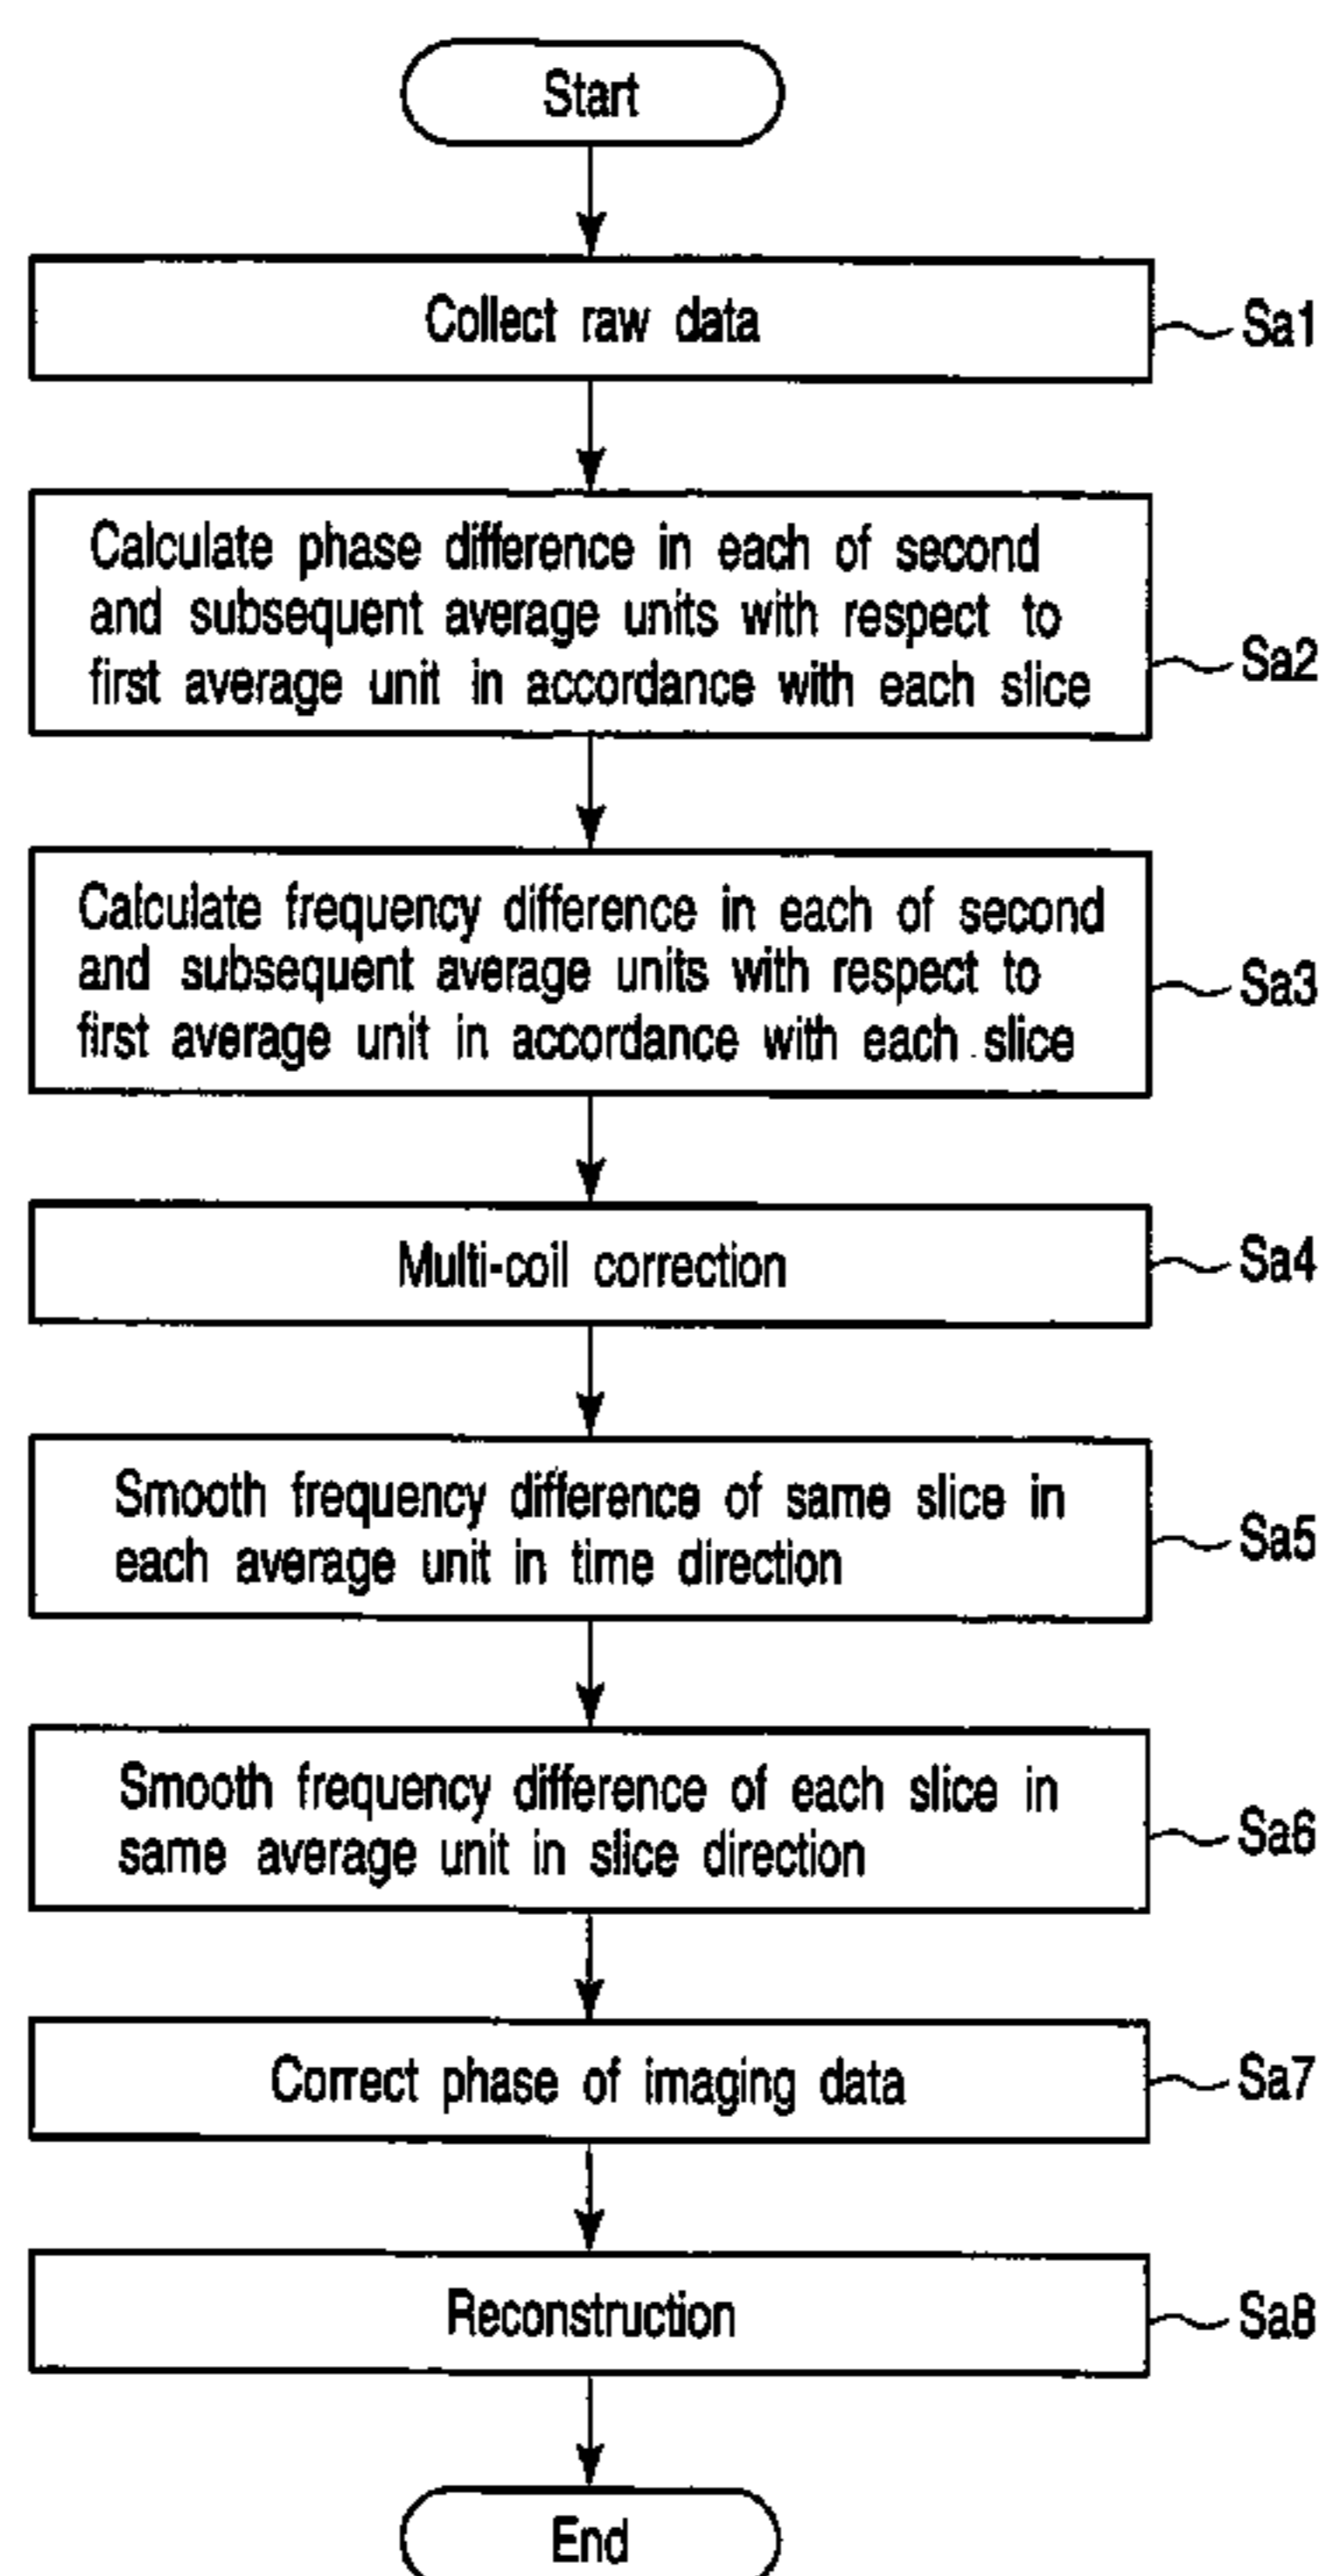 Start
Collect raw data
Sa1
Calculate phase difference in each of second
and subsequent average units with respect to
first average unit in accordance with each slice
Sa2
Calculate frequency difference in each of second
and subsequent average units with respect to
first average unit in accordance with each slice
Sa3
Multi-coil correction
Sa4
Smooth frequency difference of same slice in
each average unit in time direction
Sa5
Smooth frequency difference of each slice in
same average unit in slice direction
Sa6
Correct phase of imaging data
Sa7
Reconstruction
Sa8
End